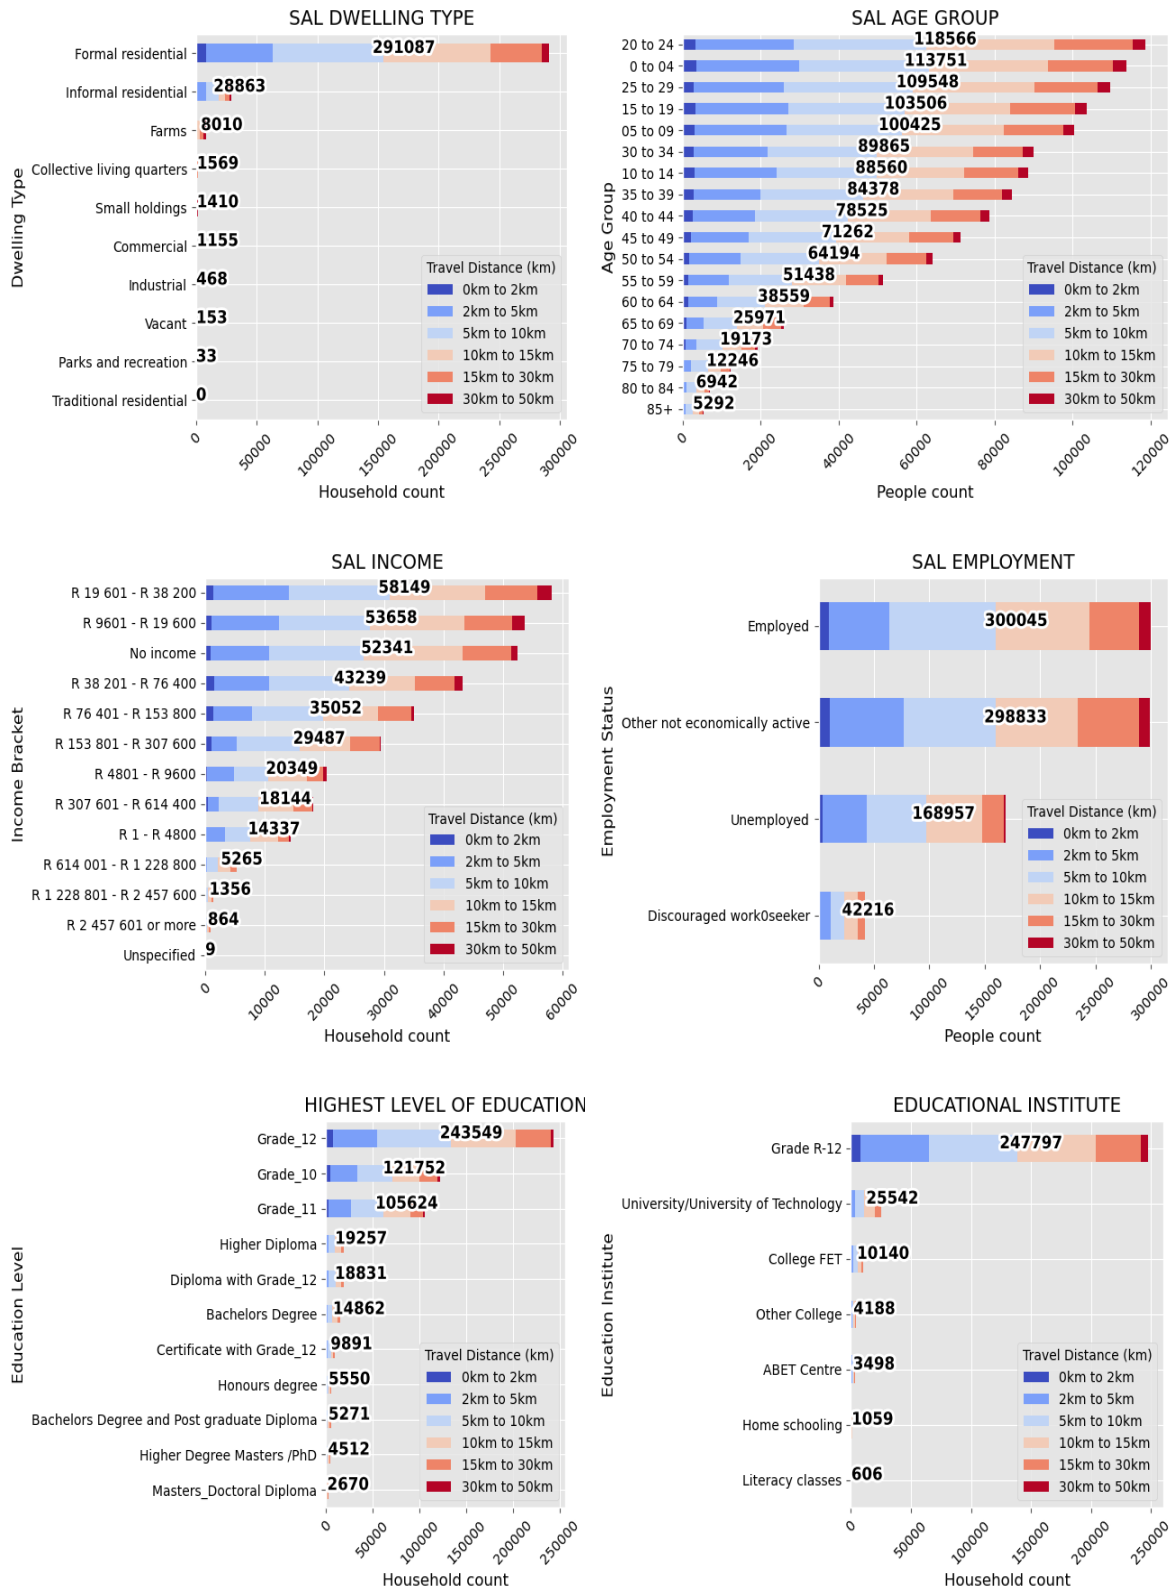 SAL DWELLING TYPE
Dwelling Type
Formal residential 291087
Informal residential 28863
Farms 8010
Collective living quarters 1569
Small holdings 1410
Commercial 1155
Industrial 468
Vacant 153
Parks and recreation 33
Traditional residential 0
Travel Distance (km)
0km to 2km
2km to 5km
5km to 10km
10km to 15km
15km to 30km
30km to 50km
0 50000 100000 150000 200000 250000 300000
Household count
SAL AGE GROUP
Age Group
20 to 24 118566
0 to 04 113751
25 to 29 109548
15 to 19 103506
05 to 09 100425
30 to 34 89865
10 to 14 88560
35 to 39 84378
40 to 44 78525
45 to 49 71262
50 to 54 64194
55 to 59 51438
60 to 64 38559
65 to 69 25971
70 to 74 19173
75 to 79 12246
80 to 84 6942
85+ 5292
Travel Distance (km)
0km to 2km
2km to 5km
5km to 10km
10km to 15km
15km to 30km
30km to 50km
0 20000 40000 60000 80000 100000 120000
People count
SAL INCOME
Income Bracket
R 19 601 - R 38 200 58149
R 9601 - R 19 600 53658
No income 52341
R 38 201 - R 76 400 43239
R 76 401 - R 153 800 35052
R 153 801 - R 307 600 29487
R 4801 - R 9600 20349
R 307 601 - R 614 400 18144
R 1 - R 4800 14337
R 614 001 - R 1 228 800 5265
R 1 228 801 - R 2 457 600 1356
R 2 457 601 or more 864
Unspecified 9
Travel Distance (km)
0km to 2km
2km to 5km
5km to 10km
10km to 15km
15km to 30km
30km to 50km
0 10000 20000 30000 40000 50000 60000
Household count
SAL EMPLOYMENT
Employment Status
Employed 300045
Other not economically active 298833
Unemployed 168957
Discouraged work0seeker 42216
Travel Distance (km)
0km to 2km
2km to 5km
5km to 10km
10km to 15km
15km to 30km
30km to 50km
0 50000 100000 150000 200000 250000 300000
People count
HIGHEST LEVEL OF EDUCATION
Education Level
Grade_12 243549
Grade_10 121752
Grade_11 105624
Higher Diploma 19257
Diploma with Grade_12 18831
Bachelors Degree 14862
Certificate with Grade_12 9891
Honours degree 5550
Bachelors Degree and Post graduate Diploma 5271
Higher Degree Masters /PhD 4512
Masters_Doctoral Diploma 2670
Travel Distance (km)
0km to 2km
2km to 5km
5km to 10km
10km to 15km
15km to 30km
30km to 50km
0 50000 100000 150000 200000 250000
Household count
EDUCATIONAL INSTITUTE
Education Institute
Grade R-12 247797
University/University of Technology 25542
College FET 10140
Other College 4188
ABET Centre 3498
Home schooling 1059
Literacy classes 606
Travel Distance (km)
0km to 2km
2km to 5km
5km to 10km
10km to 15km
15km to 30km
30km to 50km
0 50000 100000 150000 200000 250000
Household count